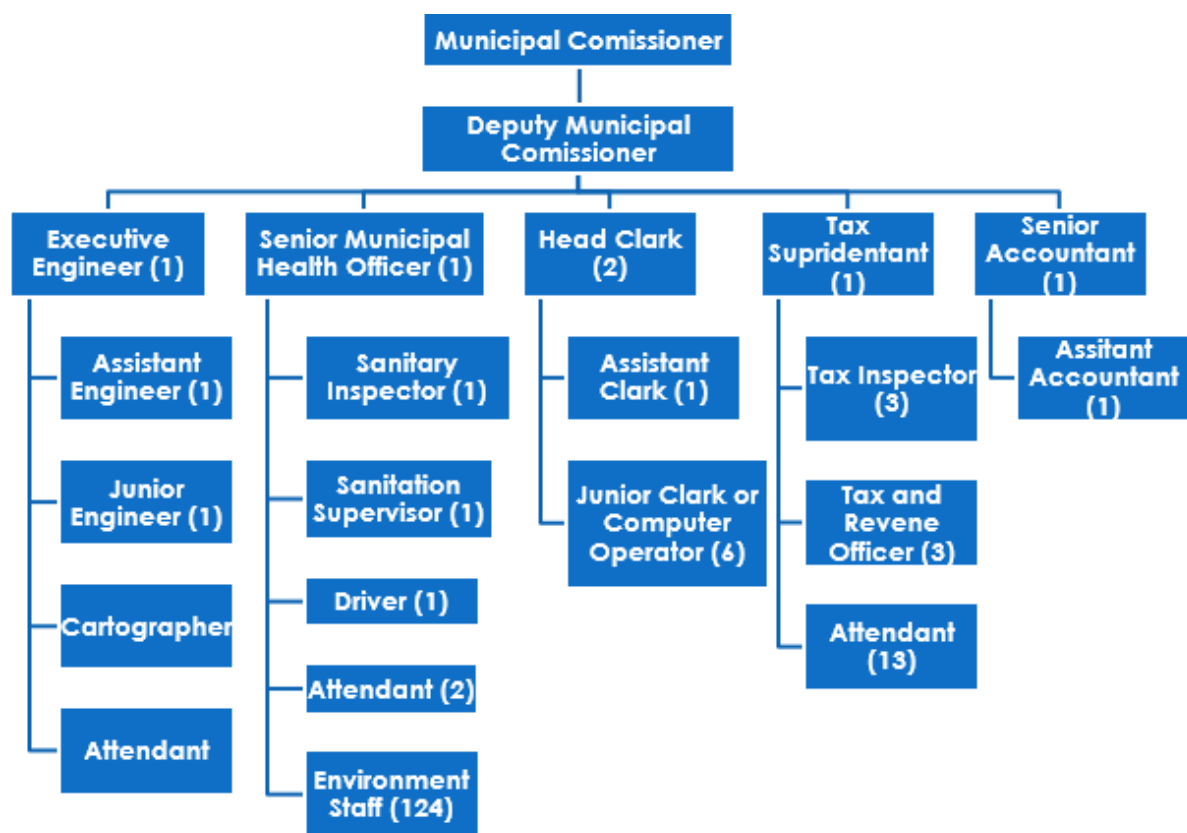 Municipal Comissioner
Deputy Municipal
Comissioner
Executive
Engineer (1)
Senior Municipal
Health Officer (1)
Head Clark
(2)
Tax
Supridentant
(1)
Senior
Accountant
(1)
Assistant
Engineer (1)
Junior
Engineer (1)
Cartographer
Attendant
Sanitary
Inspector (1)
Sanitation
Supervisor (1)
Driver (1)
Attendant (2)
Environment
Staff (124)
Assistant
Clark (1)
Junior Clark or
Computer
Operator (6)
Tax Inspector
(3)
Tax and
Revene
Officer (3)
Attendant
(13)
Assitant
Accountant
(1)